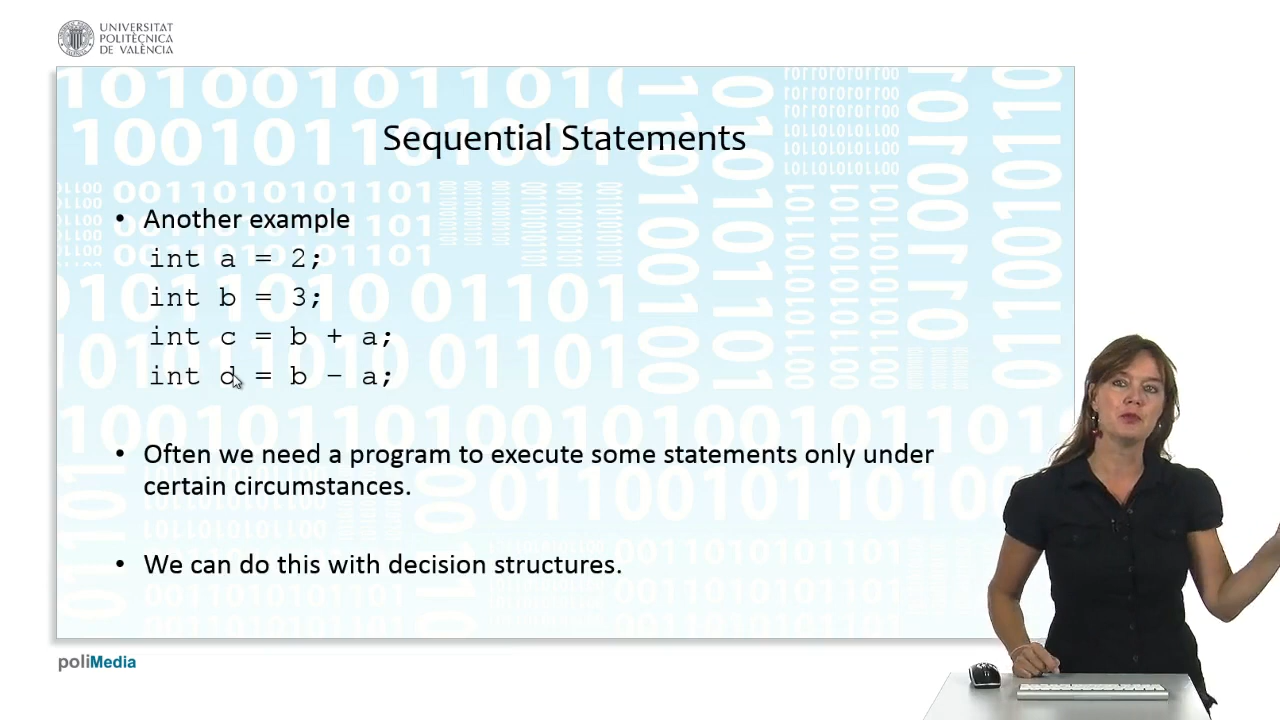 UNIVERSITAT
POLITÈCNICA
DE VALÈNCIA
Sequential Statements
• Another example
int a = 2;
int b = 3;
int c = b + a;
int d = b - a;
• Often we need a program to execute some statements only under
certain circumstances.
• We can do this with decision structures.
poliMedia